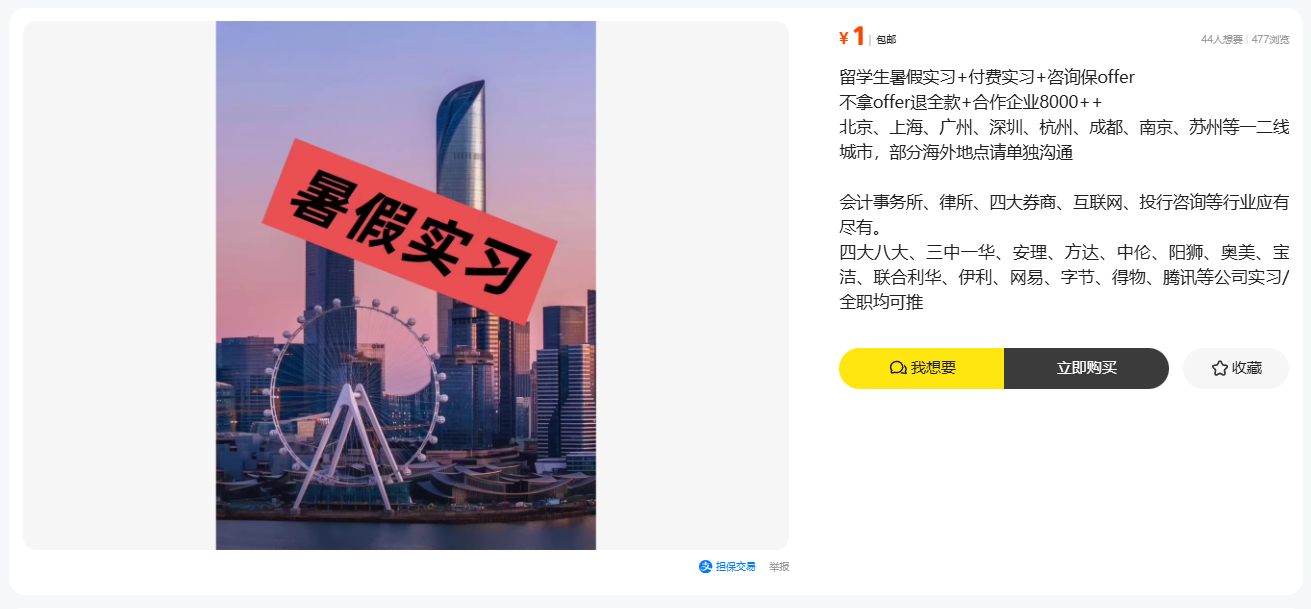 暑假实习
担保交易 举报
¥1 包邮
44人想要 | 477浏览
留学生暑假实习+付费实习+咨询保offer
不拿offer退全款+合作企业8000++
北京、上海、广州、深圳、杭州、成都、南京、苏州等一二线
城市，部分海外地点请单独沟通
会计事务所、律所、四大券商、互联网、投行咨询等行业应有
尽有。
四大八大、三中一华、安理、方达、中伦、阳狮、奥美、宝
洁、联合利华、伊利、网易、字节、得物、腾讯等公司实习/
全职均可推
我想要 立即购买 收藏